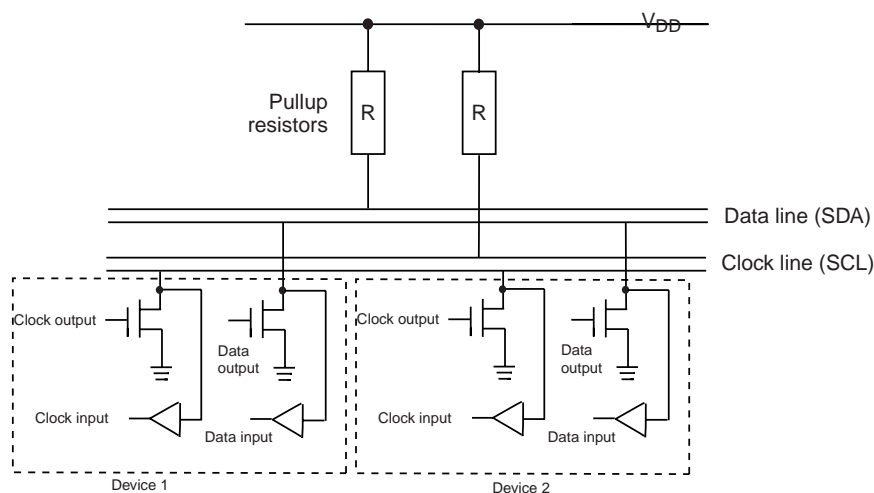 V_DD
Pullup
resistors
R
R
Data line (SDA)
Clock line (SCL)
Clock output
Data
output
Clock input
Data input
Clock output
Data
output
Clock input
Data input
Device 1
Device 2